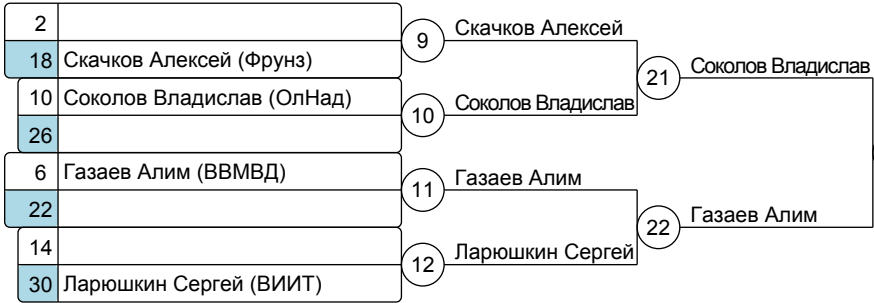 2
18 Скачков Алексей (Фрунз)
10 Соколов Владислав (ОлНад)
26
6 Газаев Алим (ВВМВД)
22
14
30 Ларюшкин Сергей (ВИИТ)
9 Скачков Алексей
10 Соколов Владислав
11 Газаев Алим
12 Ларюшкин Сергей
21 Соколов Владислав
22 Газаев Алим